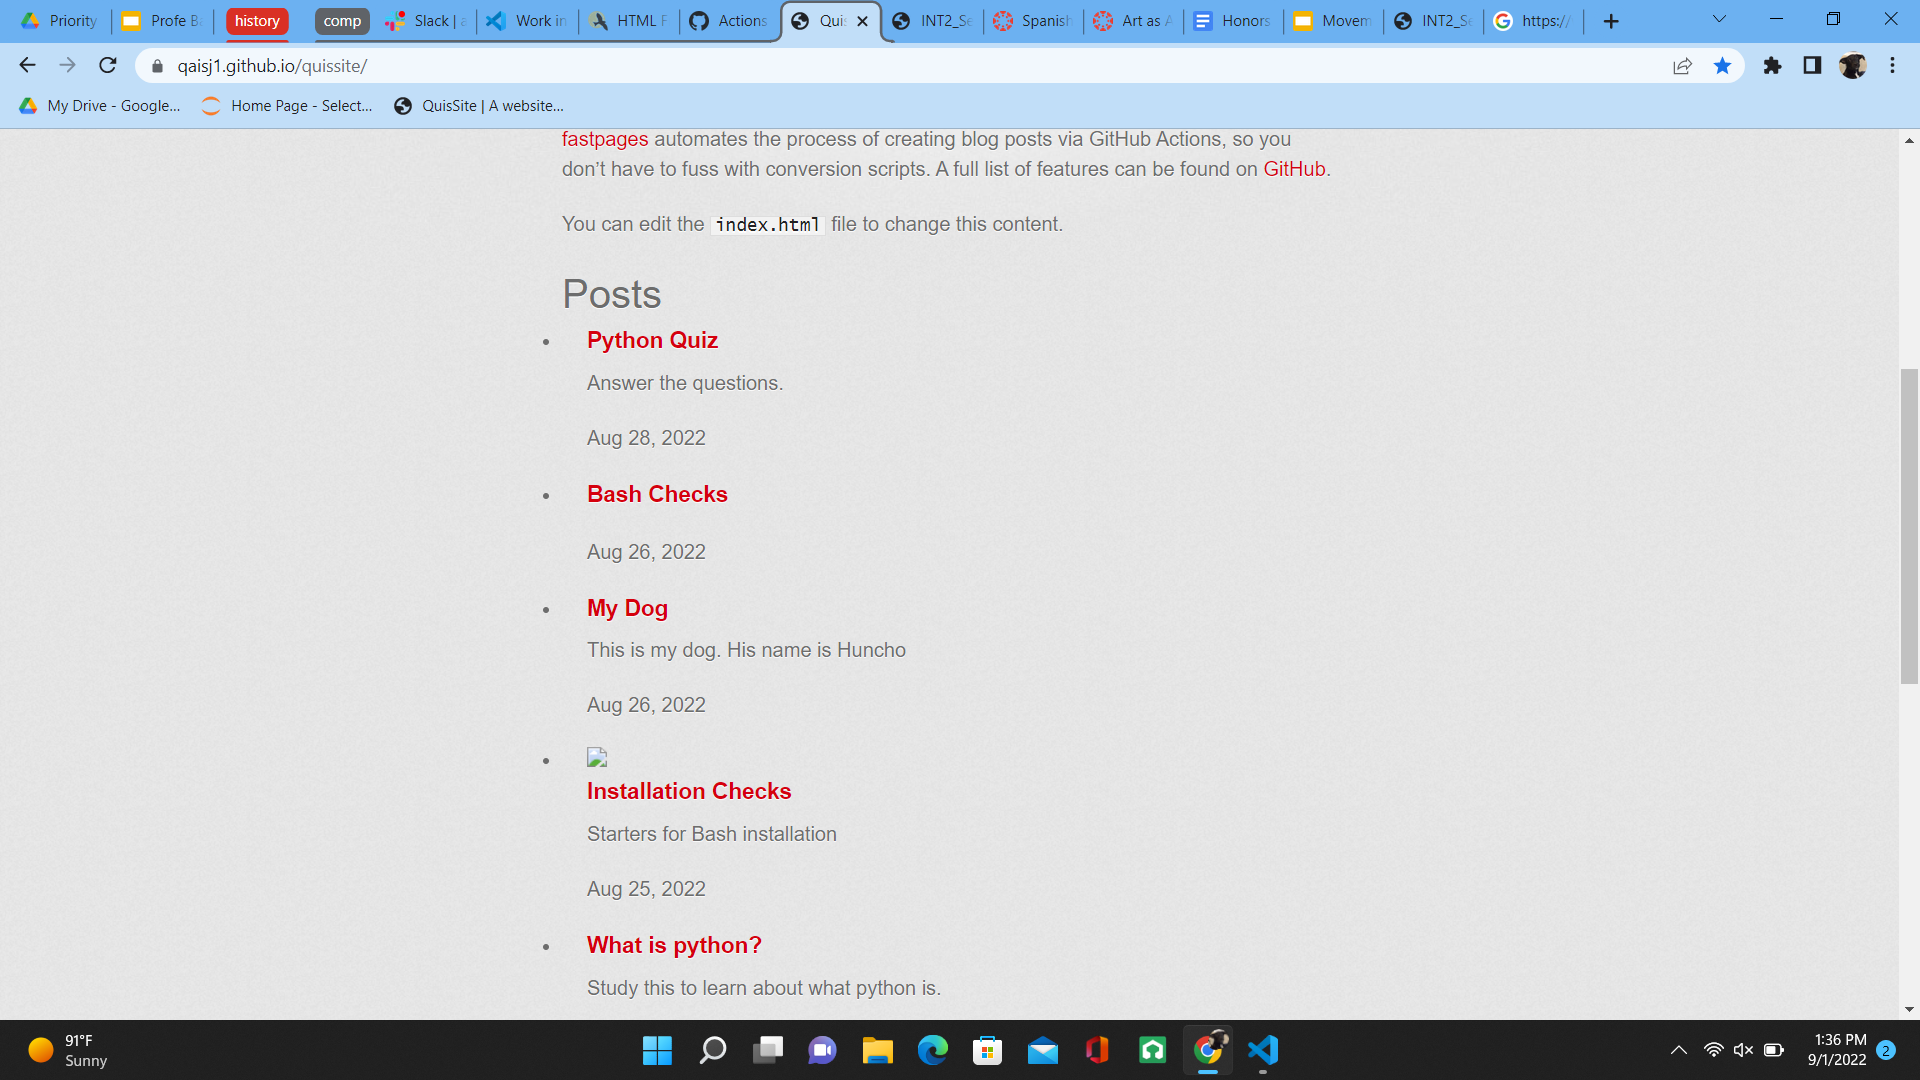 Priority
Profe Ba
history
comp
Slack | a
Work in
HTML F
Actions
Quis
INT2_Se
Spanish
Art as A
Honors
Movem
INT2_Se
https://
qaisj1.github.io/quissite/
My Drive - Google...
Home Page - Select...
QuisSite | A website...
fastpages automates the process of creating blog posts via GitHub Actions, so you
don’t have to fuss with conversion scripts. A full list of features can be found on GitHub.
You can edit the index.html file to change this content.
Posts
Python Quiz
Answer the questions.
Aug 28, 2022
Bash Checks
Aug 26, 2022
My Dog
This is my dog. His name is Huncho
Aug 26, 2022
Installation Checks
Starters for Bash installation
Aug 25, 2022
What is python?
Study this to learn about what python is.
91°F
Sunny
1:36 PM
9/1/2022
2